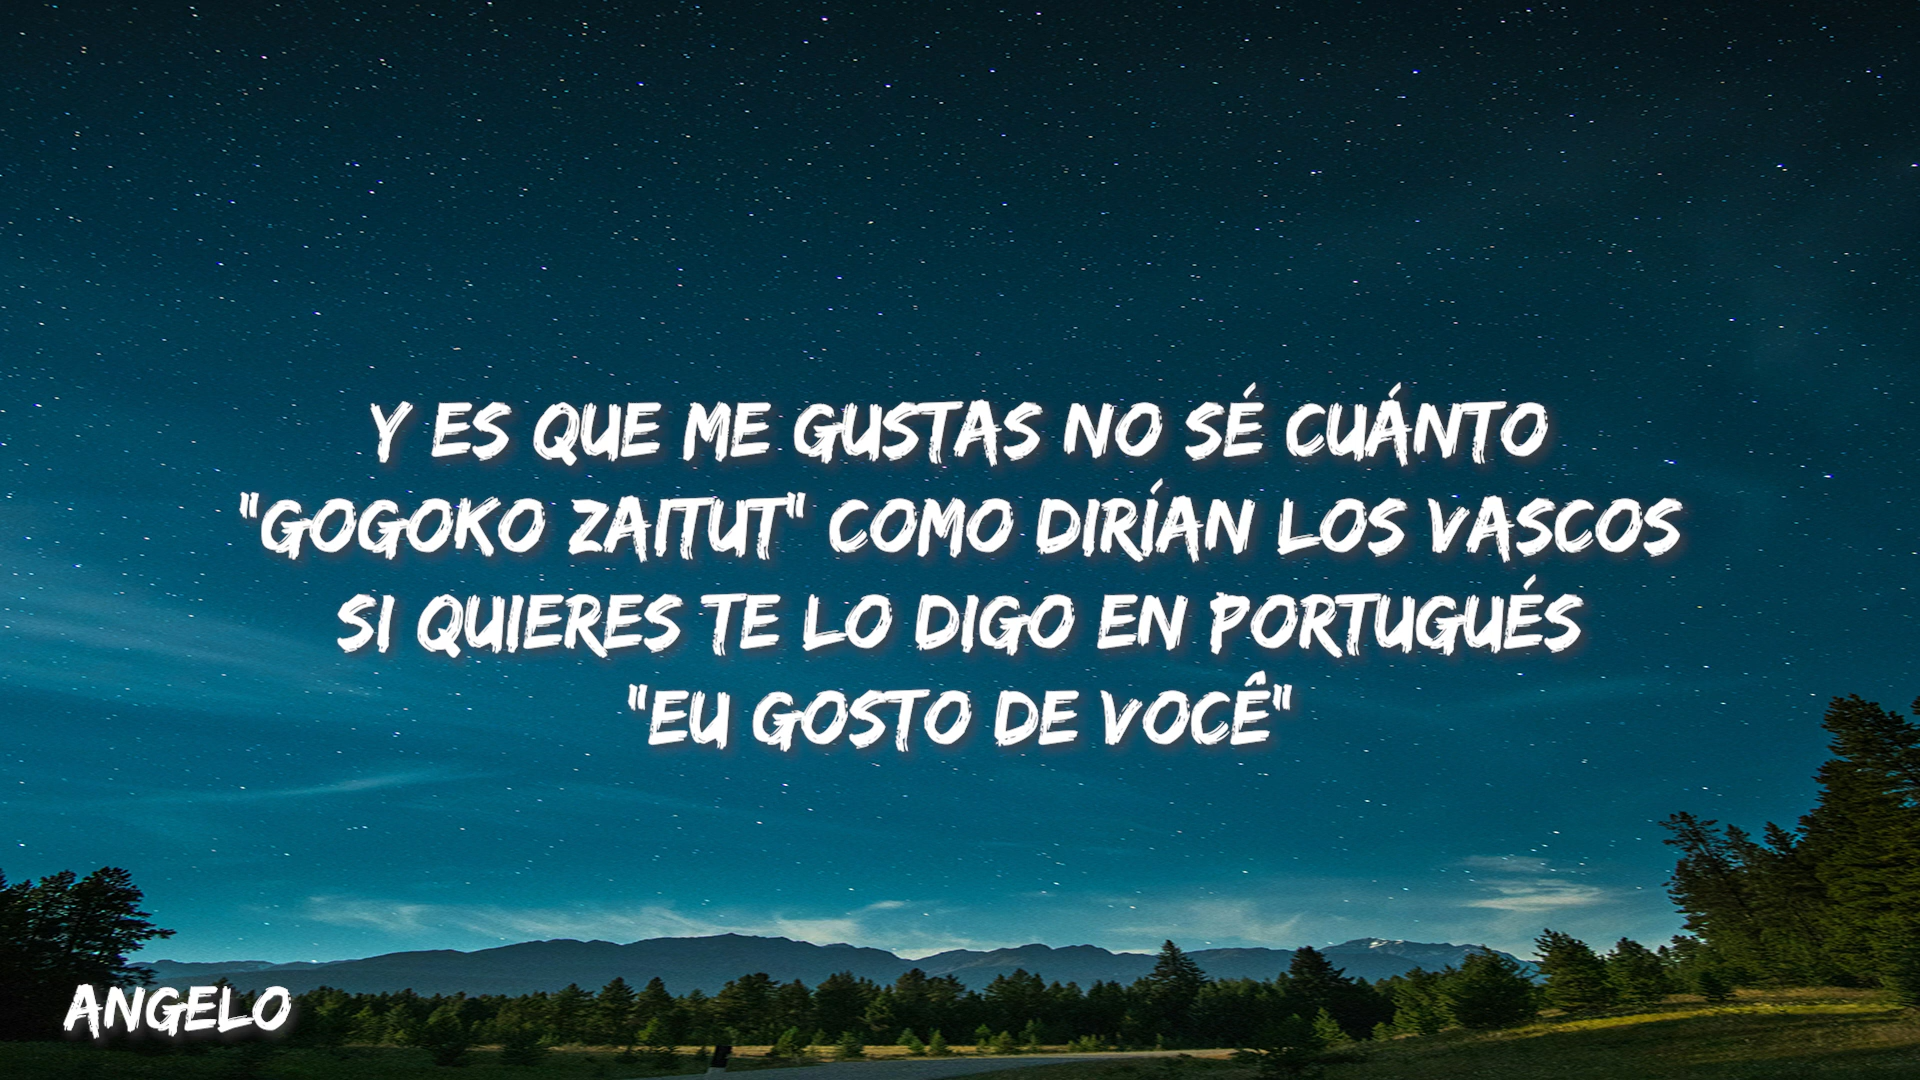 Y ES QUE ME GUSTAS NO SÉ CUÁNTO
"GOGOKO ZAITUT" COMO DIRÍAN LOS VASCOS
SI QUIERES TE LO DIGO EN PORTUGUÉS
"EU GOSTO DE VOCÊ"
ANGELO